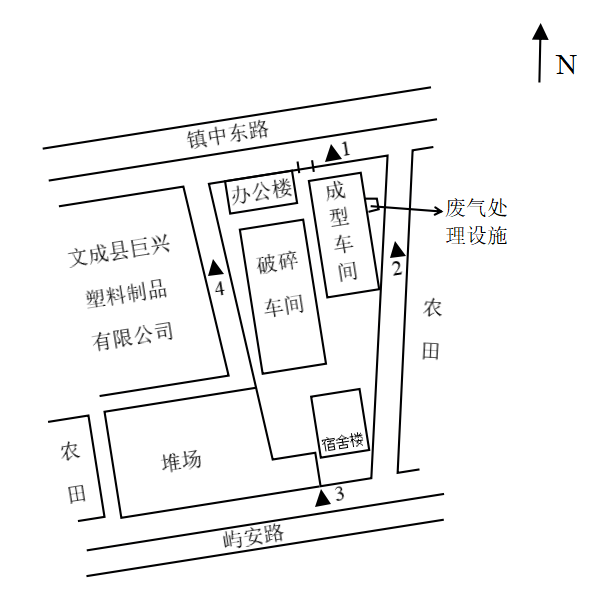 N
镇中东路
1
办公楼
成型车间
废气处
理设施
文成县巨兴
塑料制品
有限公司
破碎
车间
2
4
农
田
宿舍楼
农
田
堆场
3
屿安路